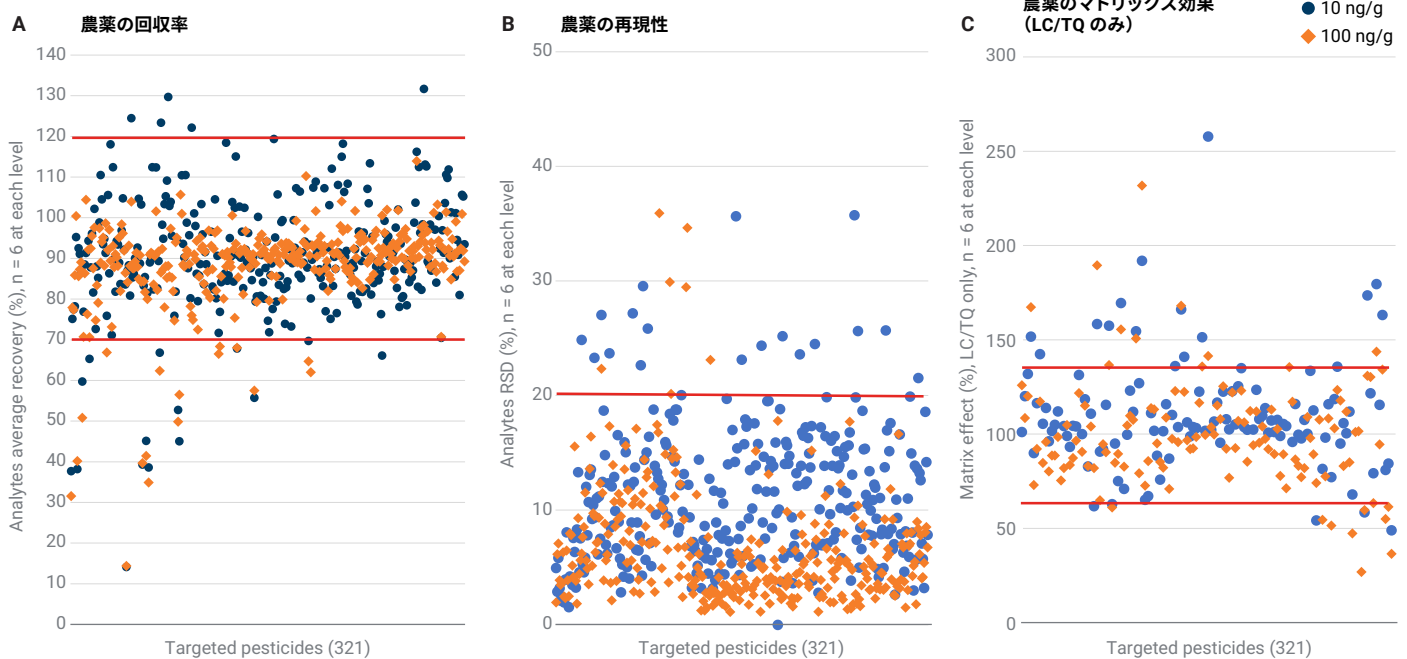 A 農薬の回収率
Analytes average recovery (%), n = 6 at each level
140
130
120
110
100
90
80
70
60
50
40
30
20
10
0
Targeted pesticides (321)
B 農薬の再現性
Analytes RSD (%), n = 6 at each level
50
40
30
20
10
0
Targeted pesticides (321)
C 農薬のマトリックス効果
（LC/TQ のみ）
10 ng/g
100 ng/g
Matrix effect (%), LC/TQ only, n = 6 at each level
300
250
200
150
100
50
0
Targeted pesticides (321)